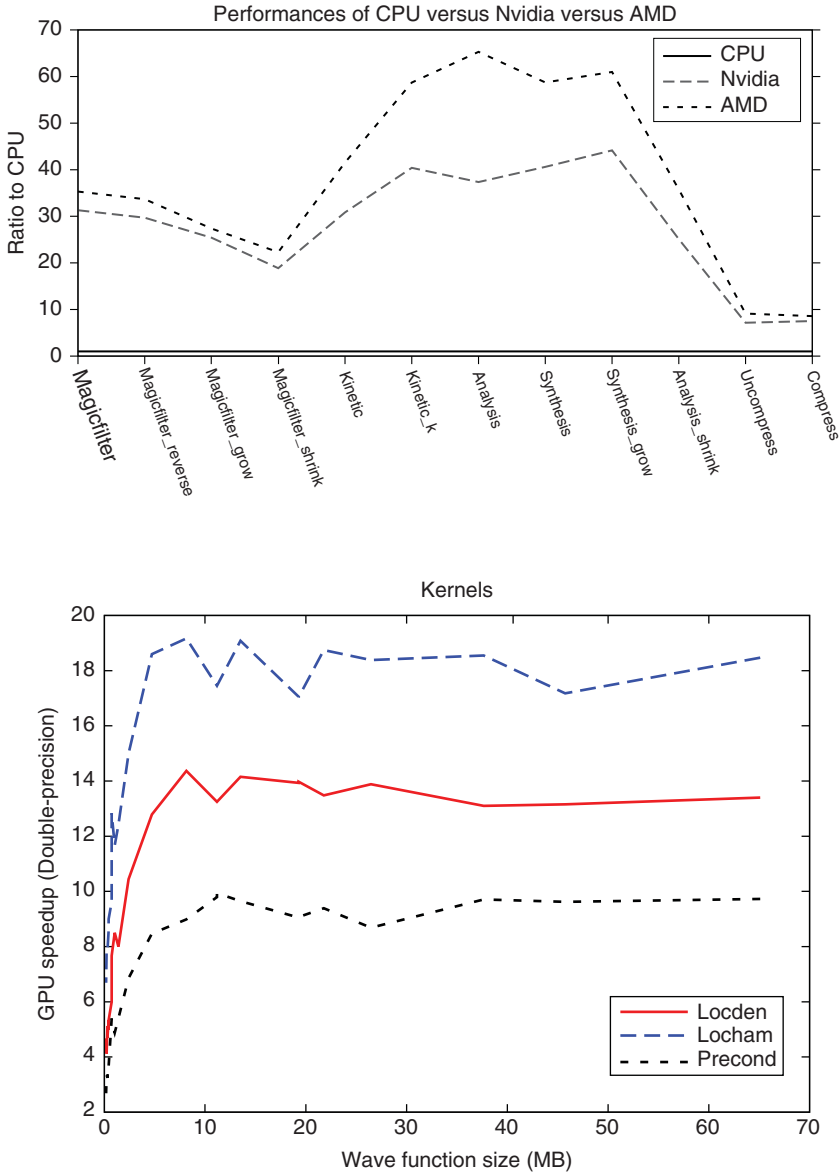 Performances of CPU versus Nvidia versus AMD
70
60
50
40
30
20
10
0
Ratio to CPU
CPU
Nvidia
AMD
Magicfilter
Magicfilter_reverse
Magicfilter_grow
Magicfilter_shrink
Kinetic
Kinetic_k
Analysis
Synthesis
Synthesis_grow
Analysis_shrink
Uncompress
Compress
Kernels
20
18
16
14
12
10
8
6
4
2
GPU speedup (Double-precision)
Locden
Locham
Precond
0 10 20 30 40 50 60 70
Wave function size (MB)